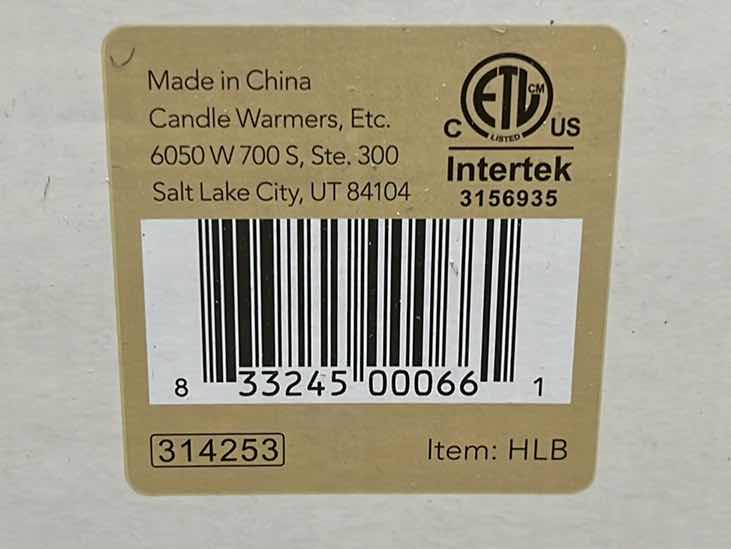 Made in China
Candle Warmers, Etc.
6050 W 700 S, Ste. 300
Salt Lake City, UT 84104
ETL CM
C LISTED US
Intertek
3156935
8 33245 00066 1
314253
Item: HLB